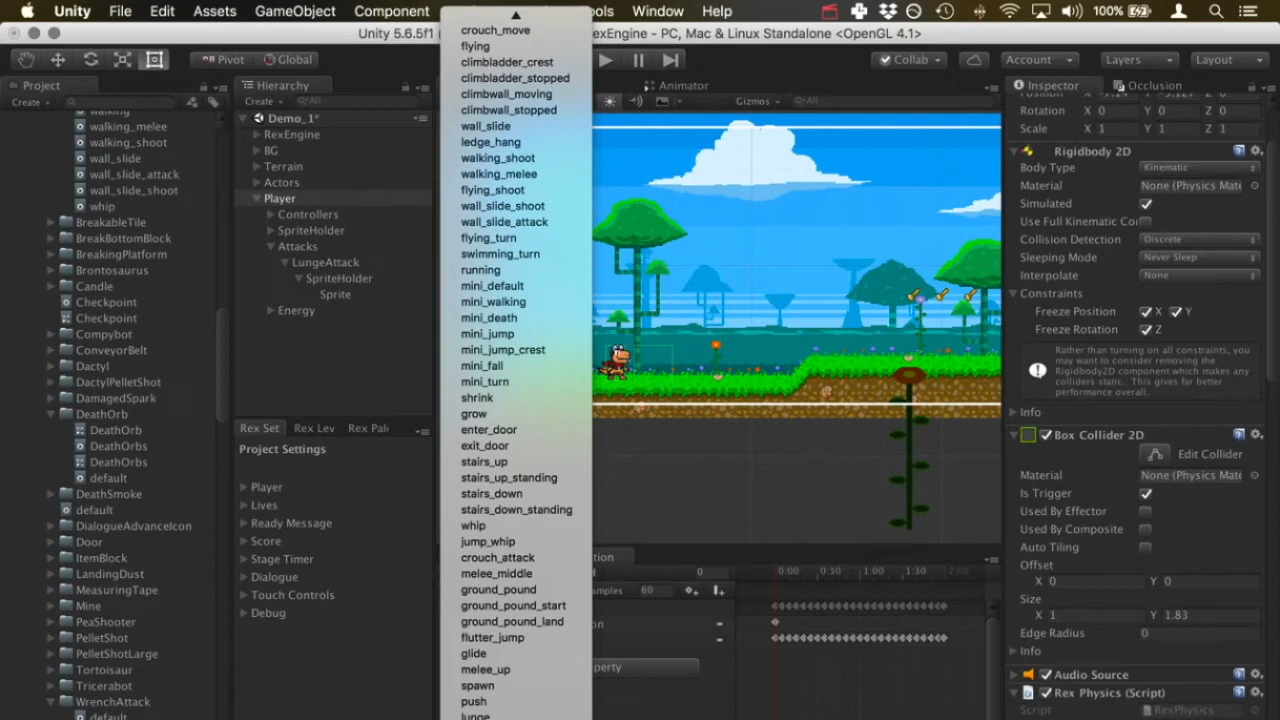 Unity File Edit Assets GameObject Component Window Help 100%
Unity 5.6.5f1 RexEngine - PC, Mac & Linux Standalone <OpenGL 4.1>
Pivot Global Collab Account Layers Layout
Project
Create
walking
walking_melee
walking_shoot
wall_slide
wall_slide_attack
wall_slide_shoot
whip
BreakableTile
BreakBottomBlock
BreakingPlatform
Brontosaurus
Candle
Checkpoint
Checkpoint
Compybot
ConveyorBelt
Dactyl
DactylPelletShot
DamagedSpark
DeathOrb
DeathOrb
DeathOrbs
DeathOrbs
default
DeathSmoke
default
DialogueAdvanceIcon
Door
ItemBlock
LandingDust
MeasuringTape
Mine
PeaShooter
PelletShot
PelletShotLarge
Tortoisaur
Tricerabot
WrenchAttack
default
Hierarchy
Create All
Demo_1*
RexEngine
BG
Terrain
Actors
Player
Controllers
SpriteHolder
Attacks
LungeAttack
SpriteHolder
Sprite
Energy
Rex Set Rex Lev Rex Pal
Project Settings
Player
Lives
Ready Message
Score
Stage Timer
Dialogue
Touch Controls
Debug
crouch_move
flying
climbladder_crest
climbladder_stopped
climbwall_moving
climbwall_stopped
wall_slide
ledge_hang
walking_shoot
walking_melee
flying_shoot
wall_slide_shoot
wall_slide_attack
flying_turn
swimming_turn
running
mini_default
mini_walking
mini_death
mini_jump
mini_jump_crest
mini_fall
mini_turn
shrink
grow
enter_door
exit_door
stairs_up
stairs_up_standing
stairs_down
stairs_down_standing
whip
jump_whip
crouch_attack
melee_middle
ground_pound
ground_pound_start
ground_pound_land
flutter_jump
glide
melee_up
spawn
push
lunge
Animator
Gizmos All
0 0:00 0:30 1:00 1:30 2:00
60
Inspector Occlusion
Position
Rotation X 0 Y 0 Z 0
Scale X 1 Y 1 Z 1
Rigidbody 2D
Body Type Kinematic
Material None (Physics Mate
Simulated
Use Full Kinematic Con
Collision Detection Discrete
Sleeping Mode Never Sleep
Interpolate None
Constraints
Freeze Position X Y
Freeze Rotation Z
Rather than turning on all constraints, you
may want to consider removing the
Rigidbody2D component which makes any
colliders static. This gives far better
performance overall.
Info
Box Collider 2D
Edit Collider
Material None (Physics Mate
Is Trigger
Used By Effector
Used By Composite
Auto Tiling
Offset
X 0 Y 0
Size
X 1 Y 1.83
Edge Radius 0
Info
Audio Source
Rex Physics (Script)
Script RexPhysics